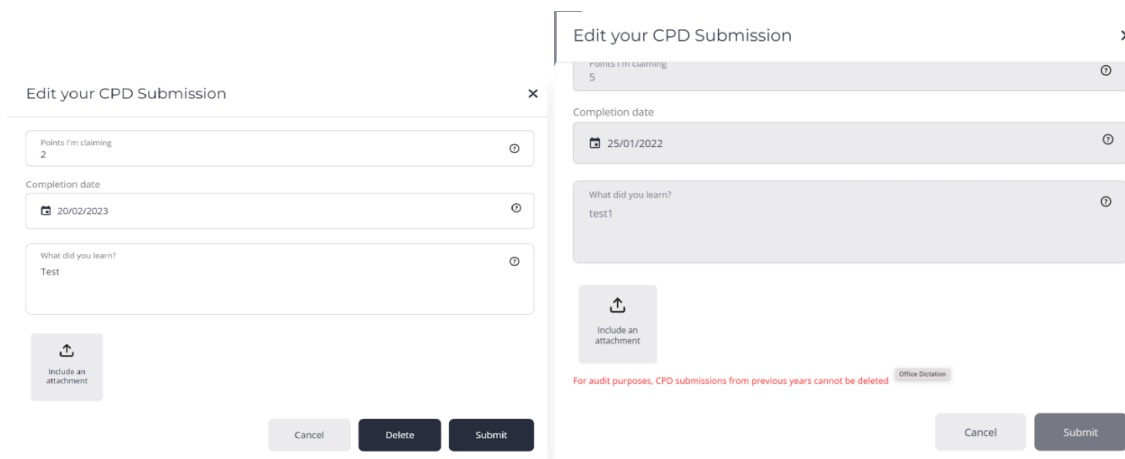 Edit your CPD Submission
Points I'm claiming
2
Completion date
20/02/2023
What did you learn?
Test
Include an
attachment
Cancel
Delete
Submit
Edit your CPD Submission
Points I'm claiming
5
Completion date
25/01/2022
What did you learn?
test1
Include an
attachment
For audit purposes, CPD submissions from previous years cannot be deleted
Office Dictation
Cancel
Submit